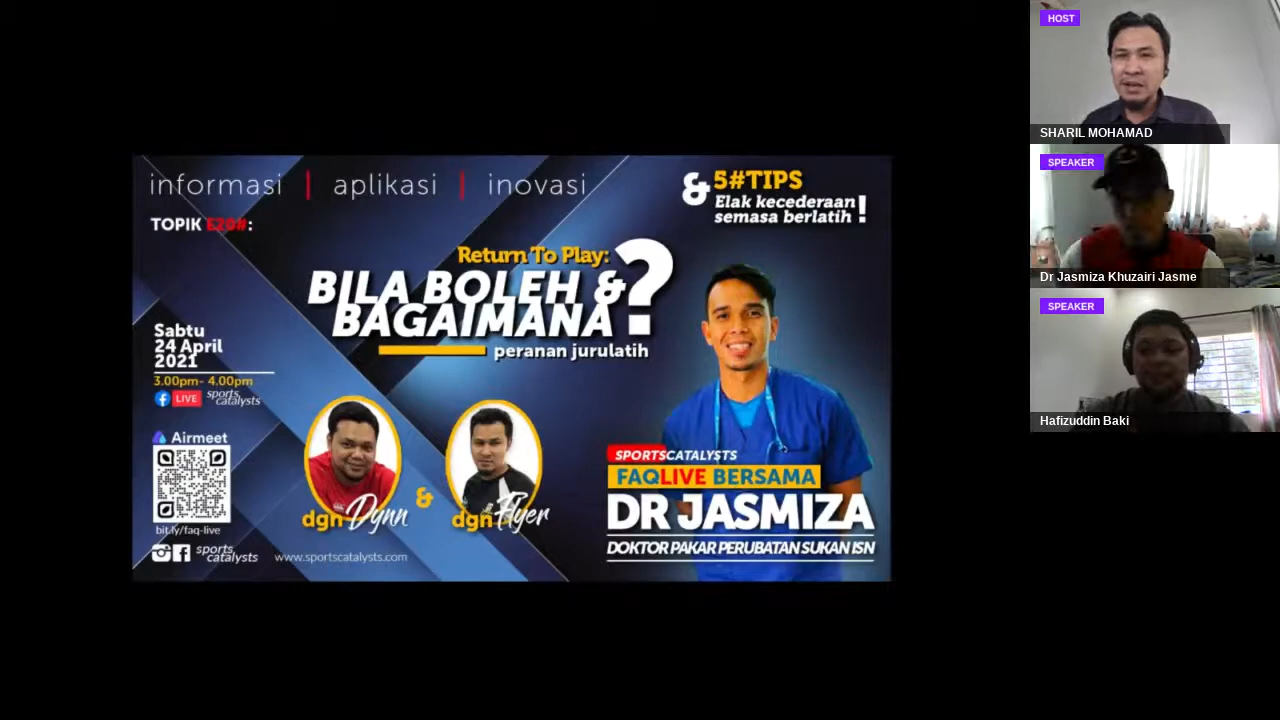 informasi | aplikasi | inovasi
& 5#TIPS
Elak kecederaan
semasa berlatih !
TOPIK E20#:
Return To Play:
BILA BOLEH &
BAGAIMANA ?
peranan jurulatih
Sabtu
24 April
2021
3.00pm- 4.00pm
LIVE sports catalysts
Airmeet
bit.ly/faq-live
sports catalysts
www.sportscatalysts.com
dgn Dynn
&
dgn Flyer
SPORTSCATALYSTS
FAQLIVE BERSAMA
DR JASMIZA
DOKTOR PAKAR PERUBATAN SUKAN ISN
HOST
SHARIL MOHAMAD
SPEAKER
Dr Jasmiza Khuzairi Jasme
SPEAKER
Hafizuddin Baki